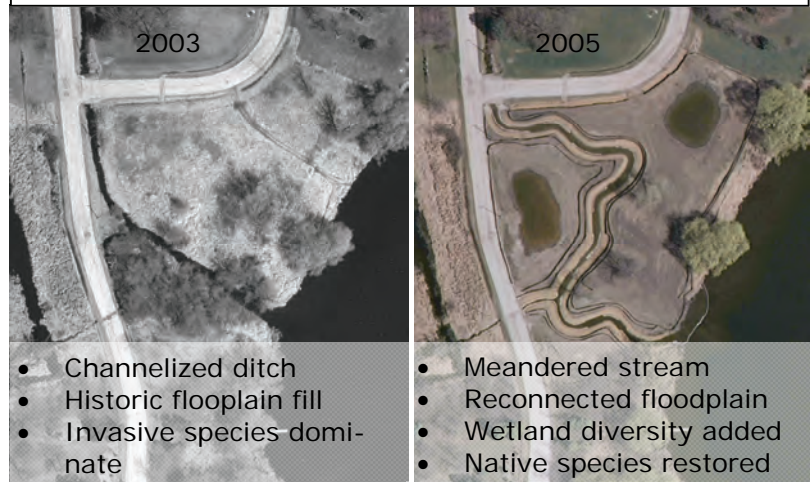 2003
• Channelized ditch
• Historic flooplain fill
• Invasive species domi-
nate
2005
• Meandered stream
• Reconnected floodplain
• Wetland diversity added
• Native species restored